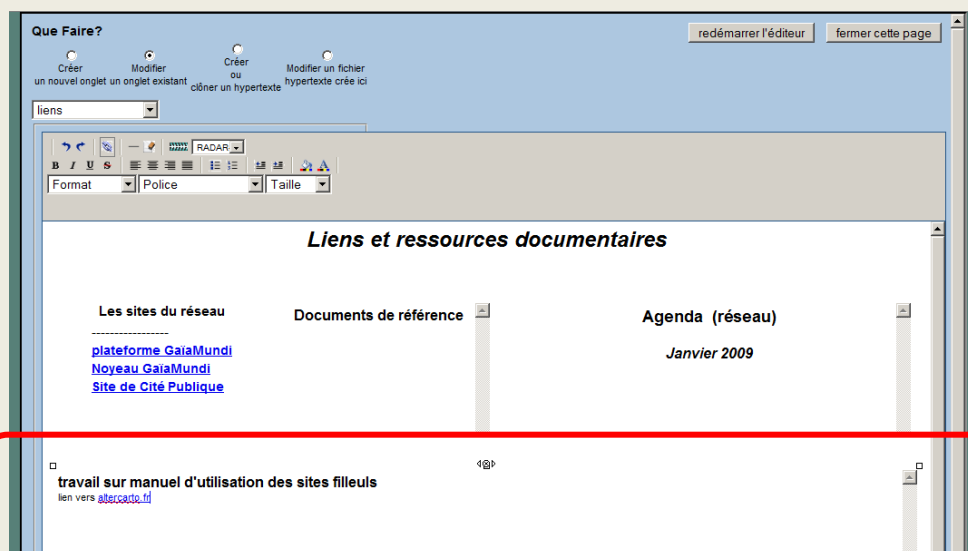 Que Faire?
redémarrer l'éditeur
fermer cette page
Créer
un nouvel onglet
Modifier
un onglet existant
Créer
ou
clôner un hypertexte
Modifier un fichier
hypertexte crée ici
liens
RADAR
B I U S
Format
Police
Taille
Liens et ressources documentaires
Les sites du réseau
-----------------
plateforme GaïaMundi
Noyeau GaïaMundi
Site de Cité Publique
Documents de référence
Agenda (réseau)
Janvier 2009
travail sur manuel d'utilisation des sites filleuls
lien vers altercarto.fr